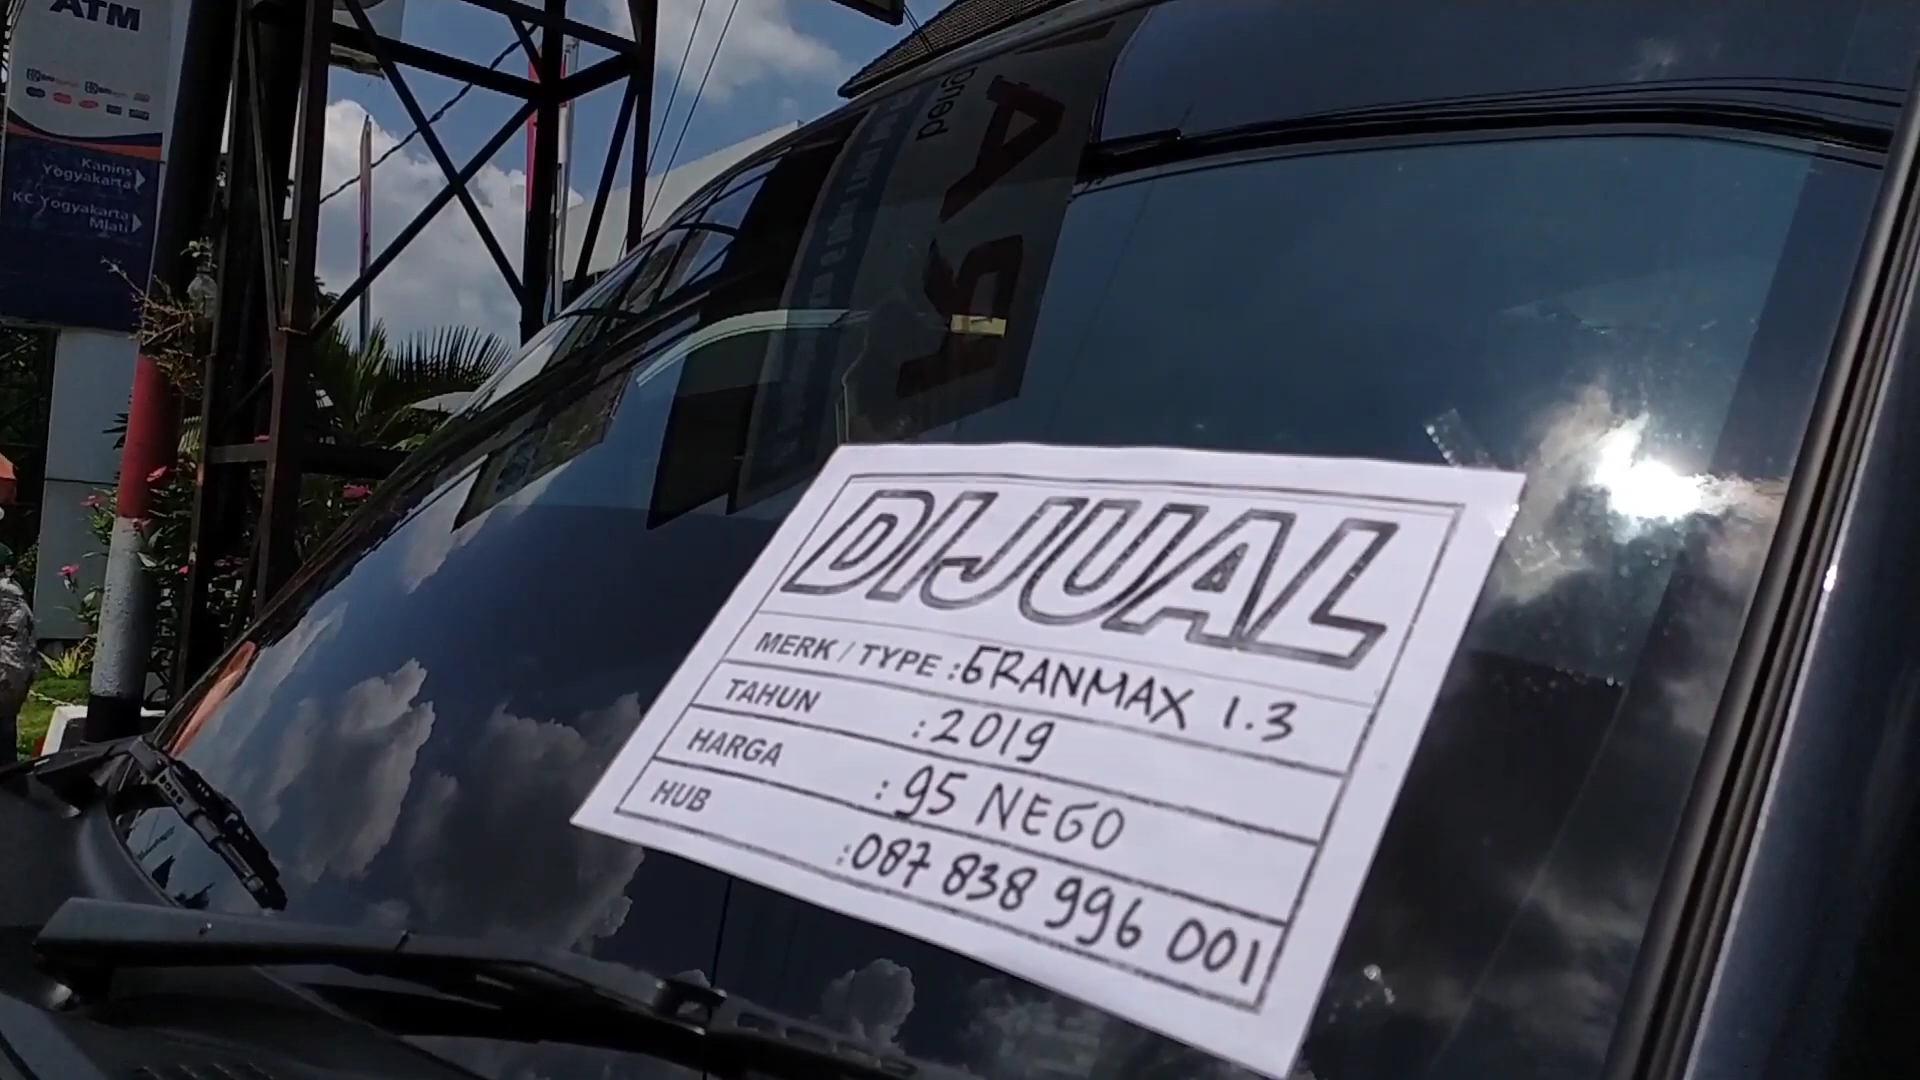 ATM
Kanins
Yogyakarta
KC Yogyakarta
Mlati
DIJUAL
MERK / TYPE : GRANMAX 1.3
TAHUN : 2019
HARGA : 95 NEGO
HUB : 087 838 996 001